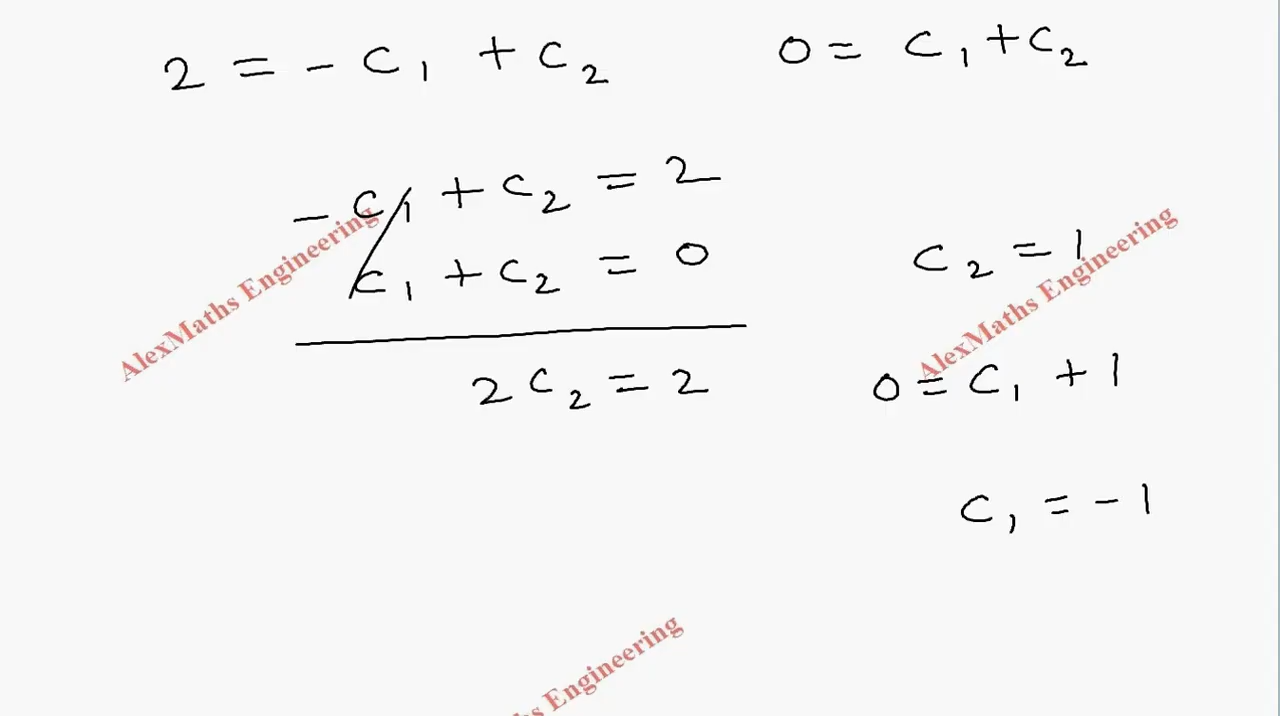 2 = - C₁ + C₂    0 = C₁ + C₂
- C₁ + C₂ = 2
C₁ + C₂ = 0    C₂ = 1
2 C₂ = 2    0 = C₁ + 1
C₁ = - 1
AlexMaths Engineering
AlexMaths Engineering
Engineering